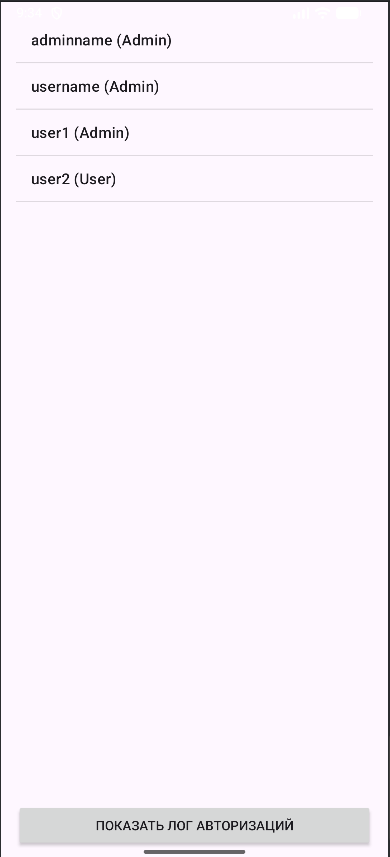 adminname (Admin)
username (Admin)
user1 (Admin)
user2 (User)
ПОКАЗАТЬ ЛОГ АВТОРИЗАЦИЙ